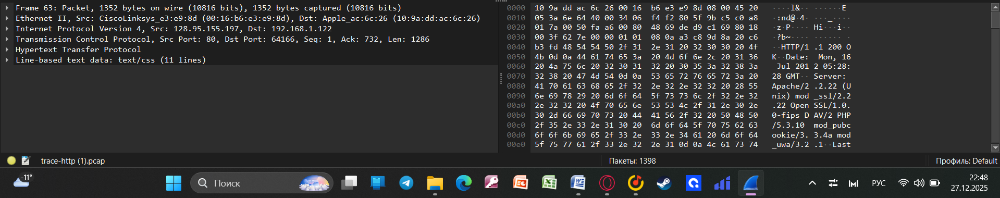 Frame 63: Packet, 1352 bytes on wire (10816 bits), 1352 bytes captured (10816 bits)
Ethernet II, Src: CiscoLinksys_e3:e9:8d (00:16:b6:e3:e9:8d), Dst: Apple_ac:6c:26 (10:9a:dd:ac:6c:26)
Internet Protocol Version 4, Src: 128.95.155.197, Dst: 192.168.1.122
Transmission Control Protocol, Src Port: 80, Dst Port: 64166, Seq: 1, Ack: 732, Len: 1286
Hypertext Transfer Protocol
Line-based text data: text/css (11 lines)
0000 10 9a dd ac 6c 26 00 16 b6 e3 e9 8d 08 00 45 20 ····l&·· ······E
0010 05 3a 6e 64 40 00 34 06 f4 f2 80 5f 9b c5 c0 a8 ·:nd@·4· ···_····
0020 01 7a 00 50 fa a6 00 80 48 69 de d9 c1 69 80 18 ·z·P···· Hi···i··
0030 00 3f 62 7e 00 00 01 01 08 0a a3 c8 9d 8a 20 c6 ·?b~···· ······ ·
0040 b3 fd 48 54 54 50 2f 31 2e 31 20 32 30 30 20 4f ··HTTP/1 .1 200 O
0050 4b 0d 0a 44 61 74 65 3a 20 4d 6f 6e 2c 20 31 36 K··Date: Mon, 16
0060 20 4a 75 6c 20 32 30 31 32 20 30 35 3a 32 38 3a Jul 201 2 05:28:
0070 32 38 20 47 4d 54 0d 0a 53 65 72 76 65 72 3a 20 28 GMT·· Server:
0080 41 70 61 63 68 65 2f 32 2e 32 2e 32 32 20 28 55 Apache/2 .2.22 (U
0090 6e 69 78 29 20 6d 6f 64 5f 73 73 6c 2f 32 2e 32 nix) mod _ssl/2.2
00a0 2e 32 32 20 4f 70 65 6e 53 53 4c 2f 31 2e 30 2e .22 Open SSL/1.0.
00b0 30 2d 66 69 70 73 20 44 41 56 2f 32 20 50 48 50 0-fips D AV/2 PHP
00c0 2f 35 2e 33 2e 31 30 20 6d 6f 64 5f 70 75 62 63 /5.3.10 mod_pubc
00d0 6f 6f 6b 69 65 2f 33 2e 33 2e 34 61 20 6d 6f 64 ookie/3. 3.4a mod
00e0 5f 75 77 61 2f 33 2e 32 2e 31 0d 0a 4c 61 73 74 _uwa/3.2 .1··Last
trace-http (1).pcap
Пакеты: 1398
Профиль: Default
-11°
Поиск
РУС
22:48
27.12.2025